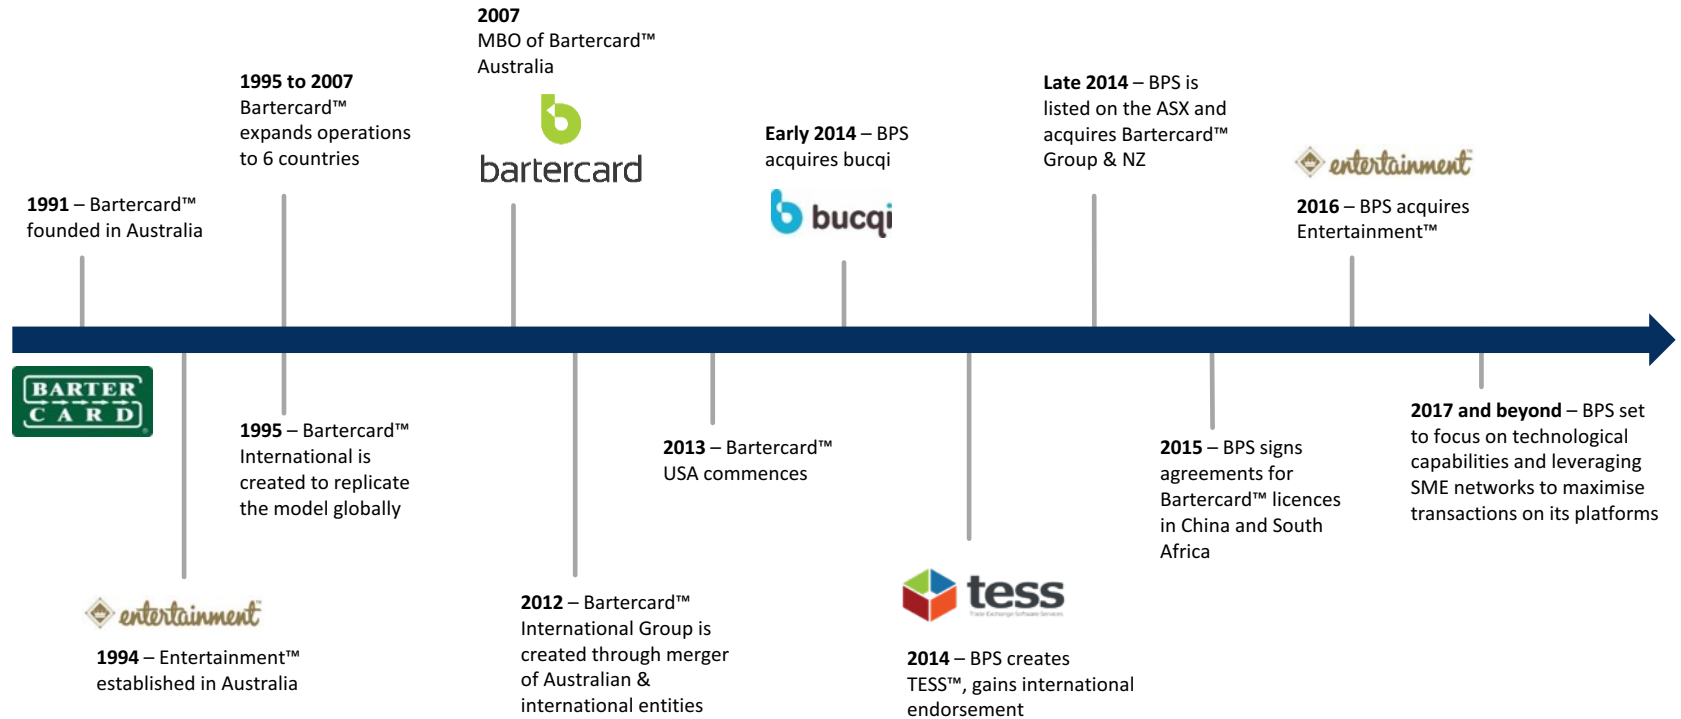 1991 – Bartercard™
founded in Australia
BARTER
CARD
®
entertainment™
1994 – Entertainment™
established in Australia
1995 to 2007
Bartercard™
expands operations
to 6 countries
1995 – Bartercard™
International is
created to replicate
the model globally
2007
MBO of Bartercard™
Australia
bartercard
2012 – Bartercard™
International Group is
created through merger
of Australian &
international entities
2013 – Bartercard™
USA commences
Early 2014 – BPS
acquires bucqi
bucqi
tess
Trade Exchange Software Services
2014 – BPS creates
TESS™, gains international
endorsement
Late 2014 – BPS is
listed on the ASX and
acquires Bartercard™
Group & NZ
2015 – BPS signs
agreements for
Bartercard™ licences
in China and South
Africa
entertainment™
2016 – BPS acquires
Entertainment™
2017 and beyond – BPS set
to focus on technological
capabilities and leveraging
SME networks to maximise
transactions on its platforms